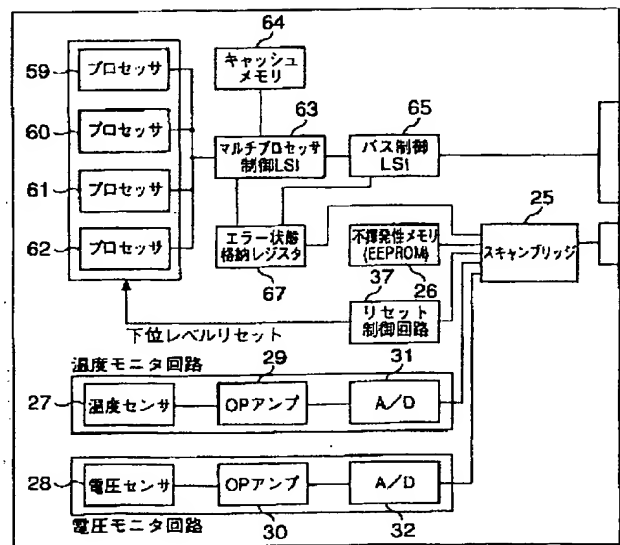 64
59
プロセッサ
キャッシュ
メモリ
63
65
60
プロセッサ
マルチプロセッサ
制御LSI
バス制御
LSI
61
プロセッサ
25
62
プロセッサ
エラー状態
格納レジスタ
67
不揮発性メモリ
(EEPROM)
26
スキャンブリッジ
37
リセット
制御回路
下位レベルリセット
温度モニタ回路
29
31
27
温度センサ
OPアンプ
A/D
28
電圧センサ
OPアンプ
A/D
電圧モニタ回路
30
32